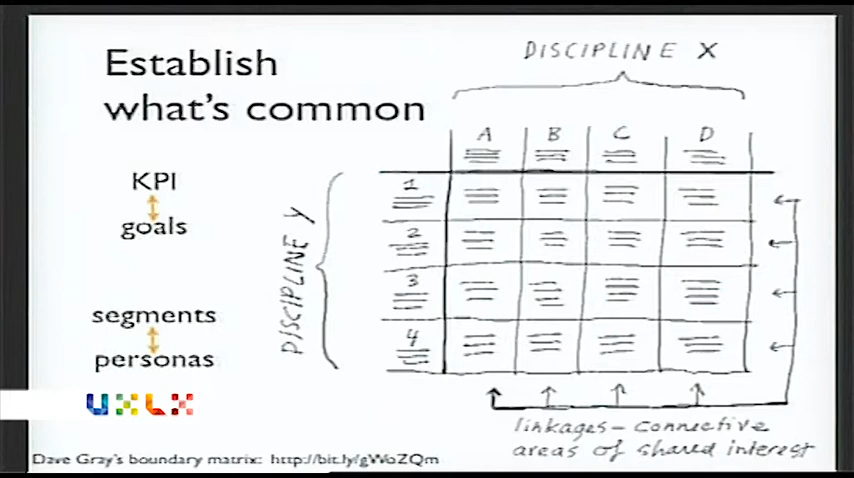 Establish
what's common
KPI
goals
segments
personas
UXLX
Dave Gray's boundary matrix: http://bit.ly/gWoZQm
DISCIPLINE X
A B C D
DISCIPLINE Y
1
2
3
4
linkages - connective
areas of shared interest